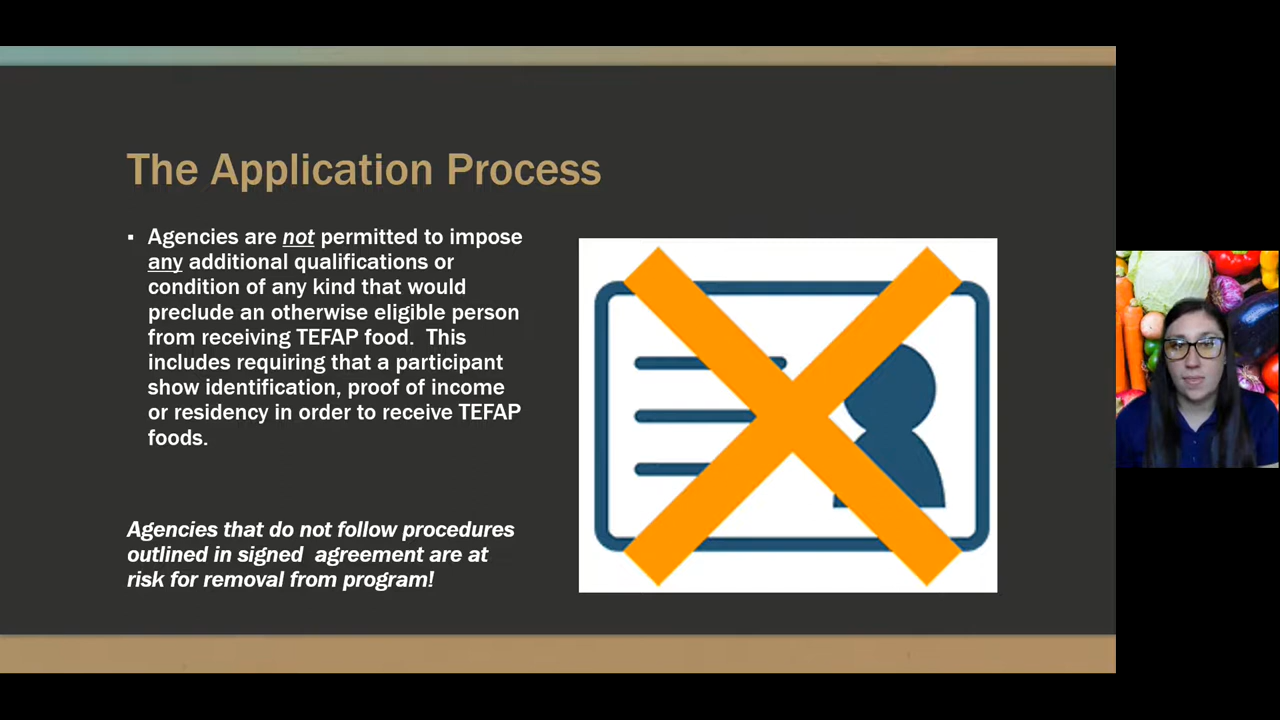 The Application Process
▪ Agencies are not permitted to impose
any additional qualifications or
condition of any kind that would
preclude an otherwise eligible person
from receiving TEFAP food.  This
includes requiring that a participant
show identification, proof of income
or residency in order to receive TEFAP
foods.
Agencies that do not follow procedures
outlined in signed  agreement are at
risk for removal from program!